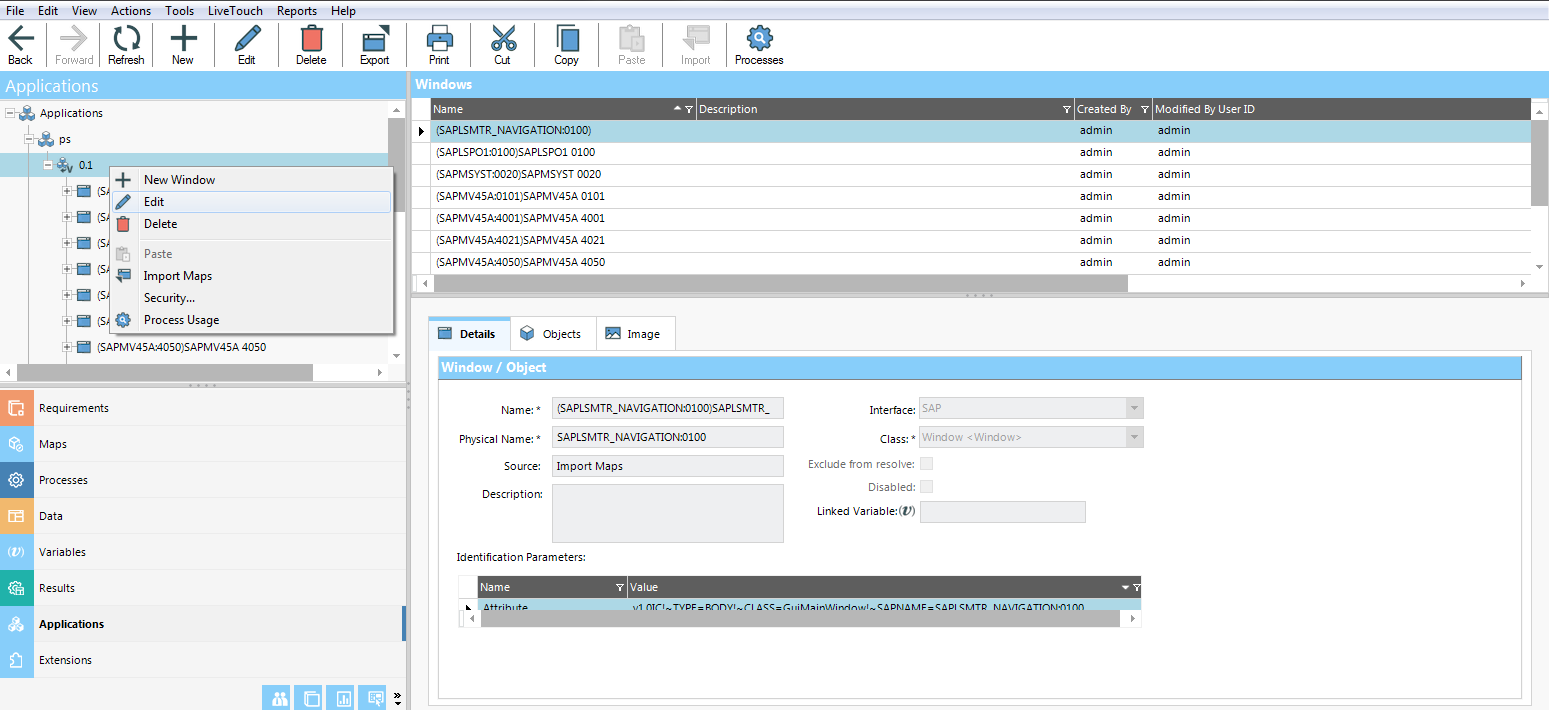 File Edit View Actions Tools LiveTouch Reports Help
Back Forward Refresh New Edit Delete Export Print Cut Copy Paste Import Processes
Applications
Applications
ps
0.1
(SA
(SA
(SA
(SA
(SA
(SA
(SAPMV45A:4050)SAPMV45A 4050
New Window
Edit
Delete
Paste
Import Maps
Security...
Process Usage
Requirements
Maps
Processes
Data
(v) Variables
Results
Applications
Extensions
Windows
Name Description Created By Modified By User ID
(SAPLSMTR_NAVIGATION:0100) admin admin
(SAPLSPO1:0100)SAPLSPO1 0100 admin admin
(SAPMSYST:0020)SAPMSYST 0020 admin admin
(SAPMV45A:0101)SAPMV45A 0101 admin admin
(SAPMV45A:4001)SAPMV45A 4001 admin admin
(SAPMV45A:4021)SAPMV45A 4021 admin admin
(SAPMV45A:4050)SAPMV45A 4050 admin admin
Details Objects Image
Window / Object
Name: * (SAPLSMTR_NAVIGATION:0100)SAPLSMTR_
Physical Name: * SAPLSMTR_NAVIGATION:0100
Source: Import Maps
Description:
Interface: SAP
Class: * Window <Window>
Exclude from resolve:
Disabled:
Linked Variable:(v)
Identification Parameters:
Name Value
Attribute v1.0IC!~TYPE=BODY!~CLASS=GuiMainWindow!~SAPNAME=SAPLSMTR_NAVIGATION:0100